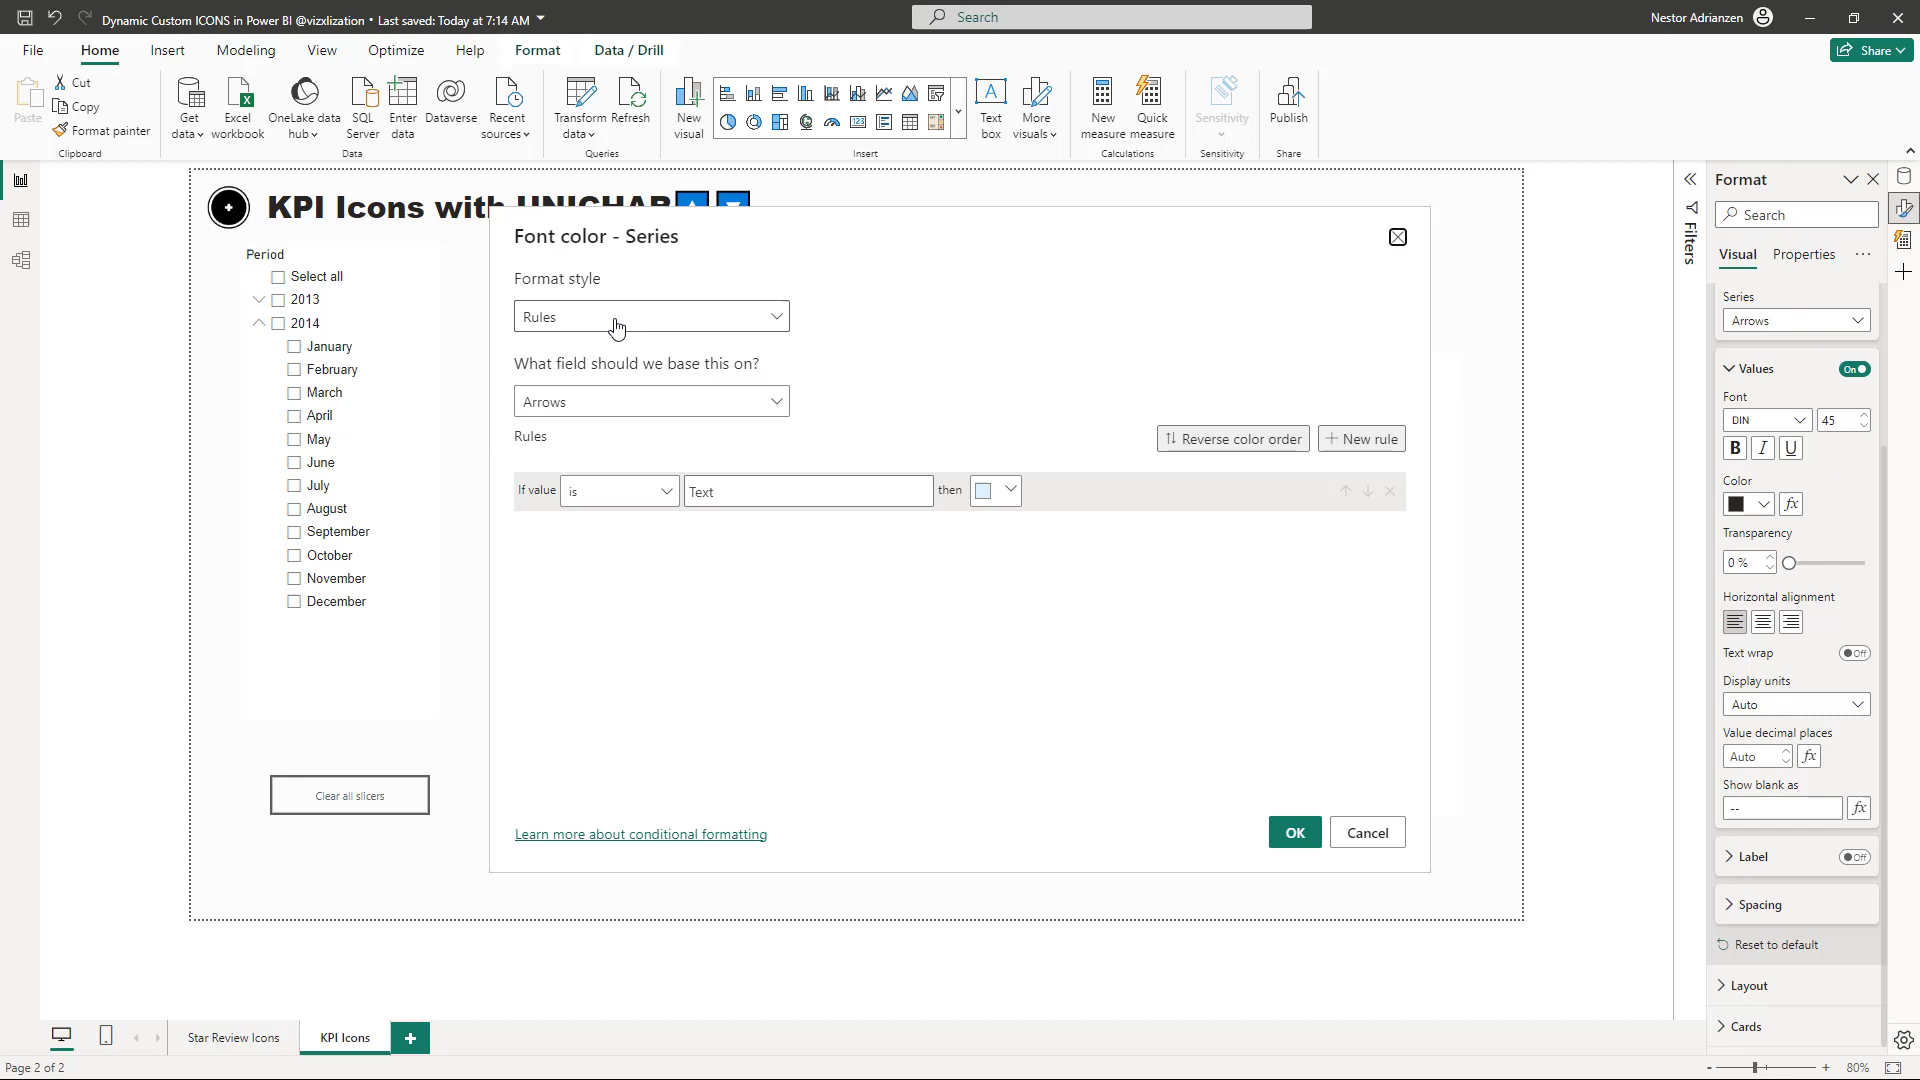 Dynamic Custom ICONS in Power BI @vizxlization • Last saved: Today at 7:14 AM
Search
Nestor Adrianzen
File Home Insert Modeling View Optimize Help Format Data / Drill
Share
Paste
Cut
Copy
Format painter
Clipboard
Get data
Excel workbook
OneLake data hub
SQL Server
Enter data
Dataverse
Recent sources
Data
Transform data
Refresh
Queries
New visual
Text box
More visuals
Insert
New measure
Quick measure
Calculations
Sensitivity
Sensitivity
Publish
Share
KPI Icons with UNICHAR
Period
Select all
2013
2014
January
February
March
April
May
June
July
August
September
October
November
December
Clear all slicers
Font color - Series
Format style
Rules
What field should we base this on?
Arrows
Rules
Reverse color order
New rule
If value is Text then
Learn more about conditional formatting
OK
Cancel
Filters
Format
Search
Visual Properties
Series
Arrows
Values On
Font
DIN 45
B I U
Color
fx
Transparency
0 %
Horizontal alignment
Text wrap Off
Display units
Auto
Value decimal places
Auto fx
Show blank as
-- fx
Label Off
Spacing
Reset to default
Layout
Cards
Star Review Icons
KPI Icons
Page 2 of 2
- + 80%